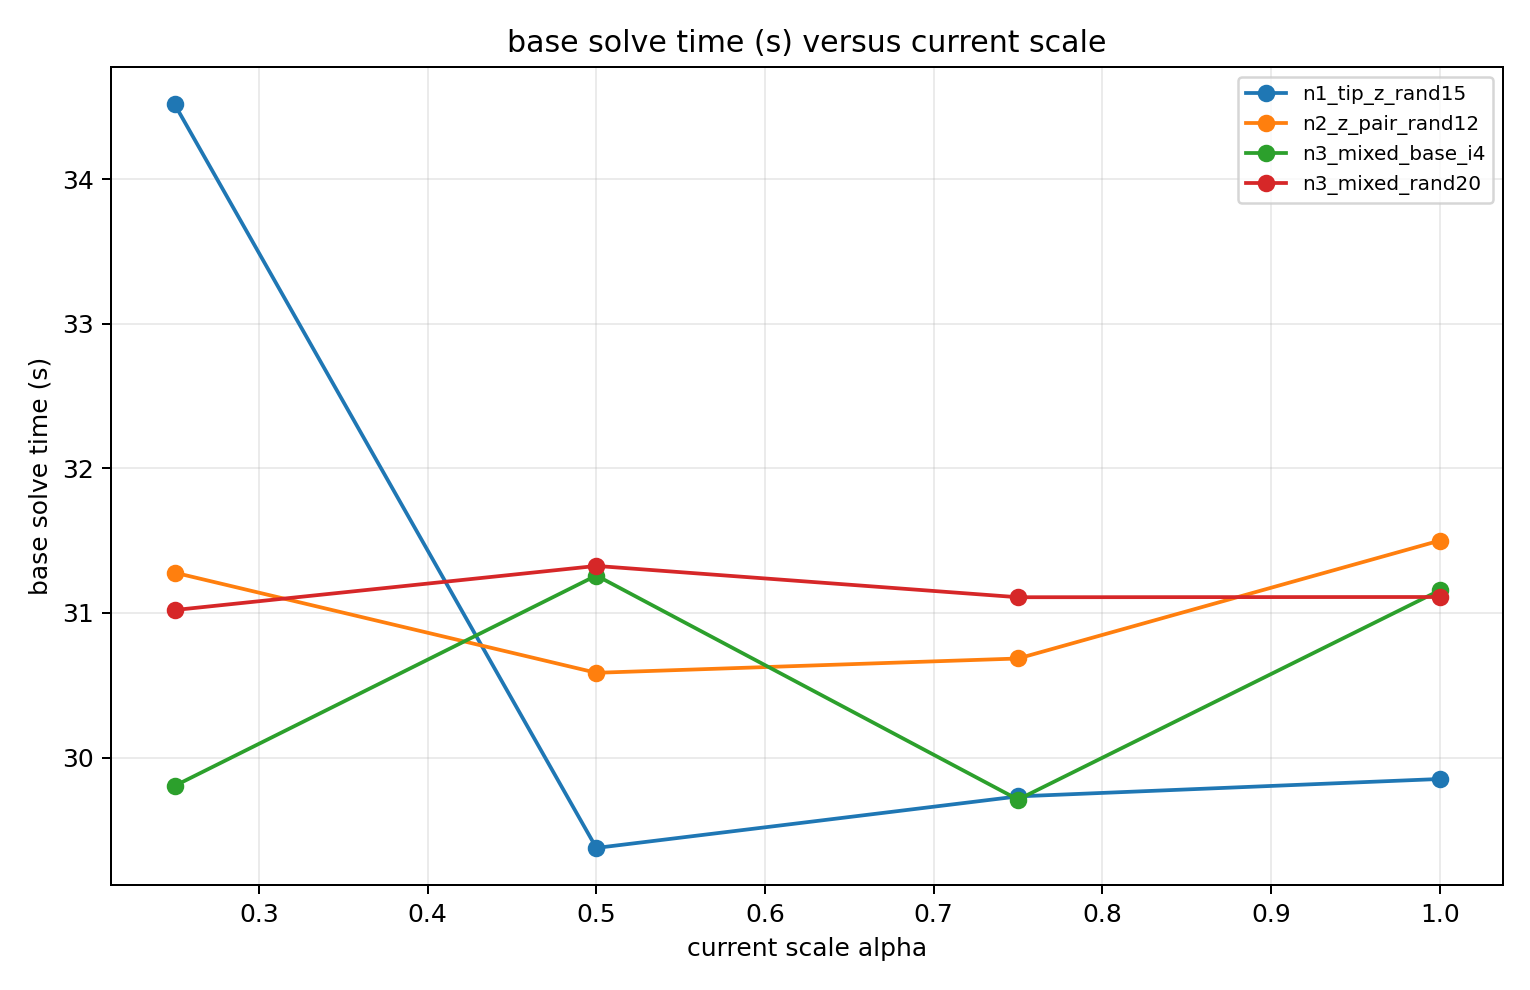 base solve time (s) versus current scale
n1_tip_z_rand15
n2_z_pair_rand12
n3_mixed_base_i4
n3_mixed_rand20
base solve time (s)
34
33
32
31
30
0.3 0.4 0.5 0.6 0.7 0.8 0.9 1.0
current scale alpha